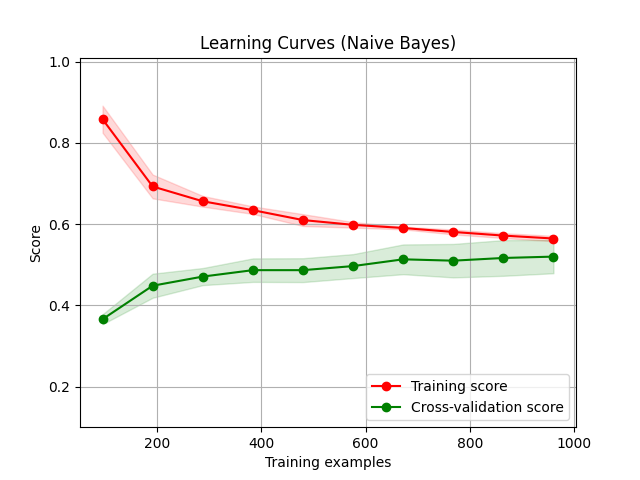 Learning Curves (Naive Bayes)
1.0
0.8
0.6
0.4
0.2
Score
200 400 600 800 1000
Training examples
Training score
Cross-validation score